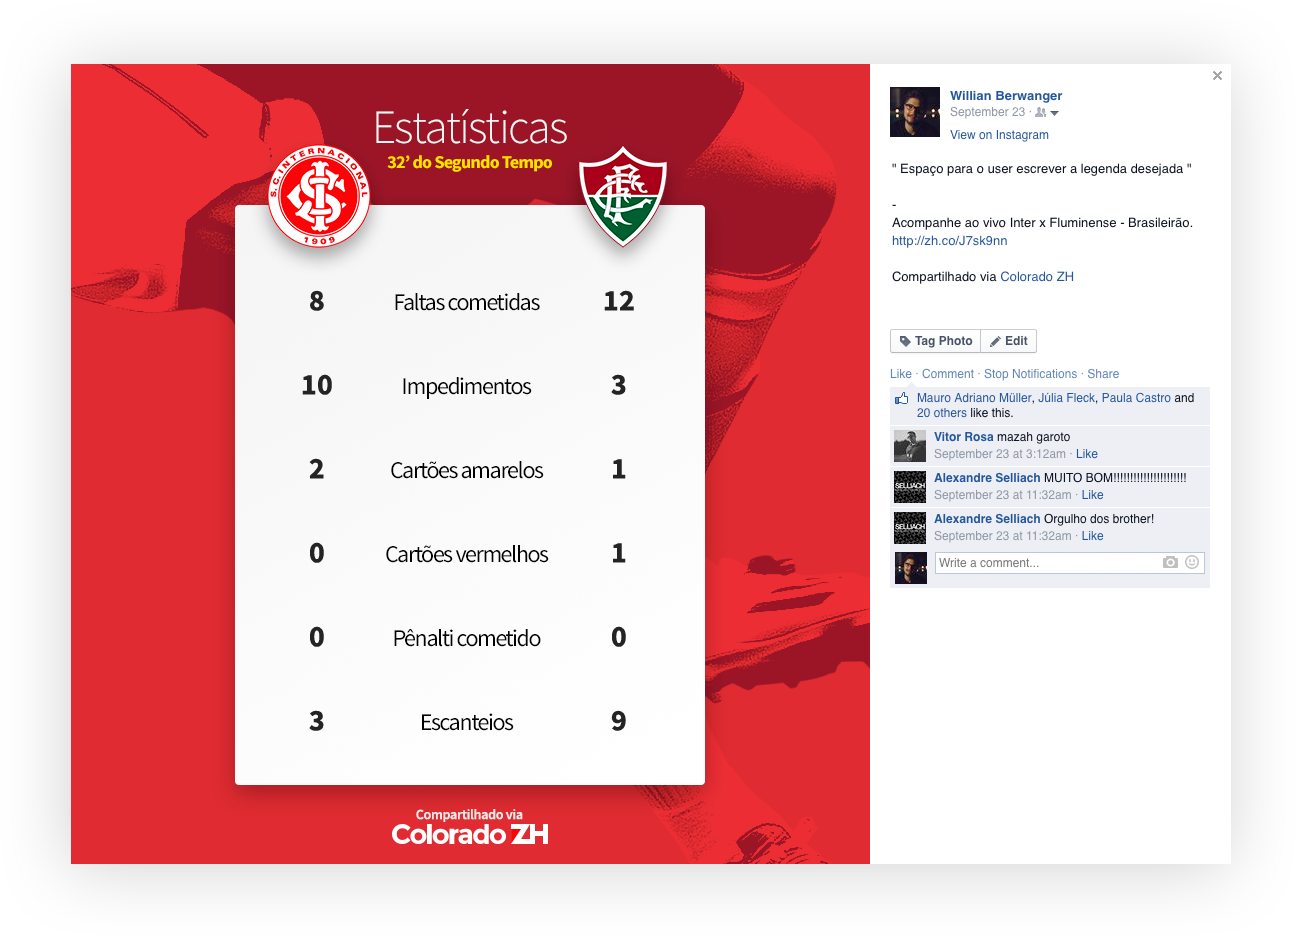 Estatísticas
32' do Segundo Tempo
S.C. INTERNACIONAL
1909
8 Faltas cometidas 12
10 Impedimentos 3
2 Cartões amarelos 1
0 Cartões vermelhos 1
0 Pênalti cometido 0
3 Escanteios 9
Compartilhado via
Colorado ZH
Willian Berwanger
September 23 ·
View on Instagram
" Espaço para o user escrever a legenda desejada "
-
Acompanhe ao vivo Inter x Fluminense - Brasileirão.
http://zh.co/J7sk9nn
Compartilhado via Colorado ZH
Tag Photo Edit
Like · Comment · Stop Notifications · Share
Mauro Adriano Müller, Júlia Fleck, Paula Castro and
20 others like this.
Vitor Rosa mazah garoto
September 23 at 3:12am · Like
SELLIACH
Alexandre Selliach MUITO BOM!!!!!!!!!!!!!!!!!!!!!!
September 23 at 11:32am · Like
SELLIACH
Alexandre Selliach Orgulho dos brother!
September 23 at 11:32am · Like
Write a comment...